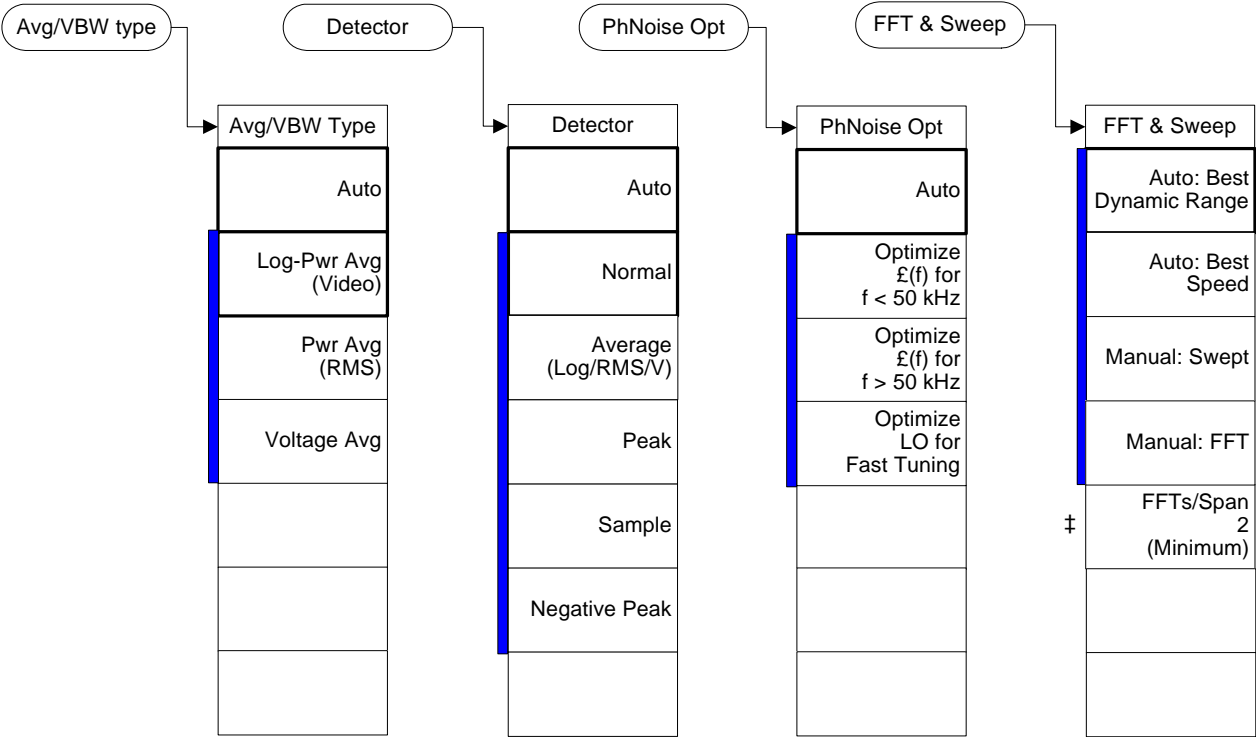 Avg/VBW type
Detector
PhNoise Opt
FFT & Sweep
Avg/VBW Type
Auto
Log-Pwr Avg
(Video)
Pwr Avg
(RMS)
Voltage Avg
Detector
Auto
Normal
Average
(Log/RMS/V)
Peak
Sample
Negative Peak
PhNoise Opt
Auto
Optimize
£(f) for
f < 50 kHz
Optimize
£(f) for
f > 50 kHz
Optimize
LO for
Fast Tuning
FFT & Sweep
Auto: Best
Dynamic Range
Auto: Best
Speed
Manual: Swept
Manual: FFT
‡
FFTs/Span
2
(Minimum)